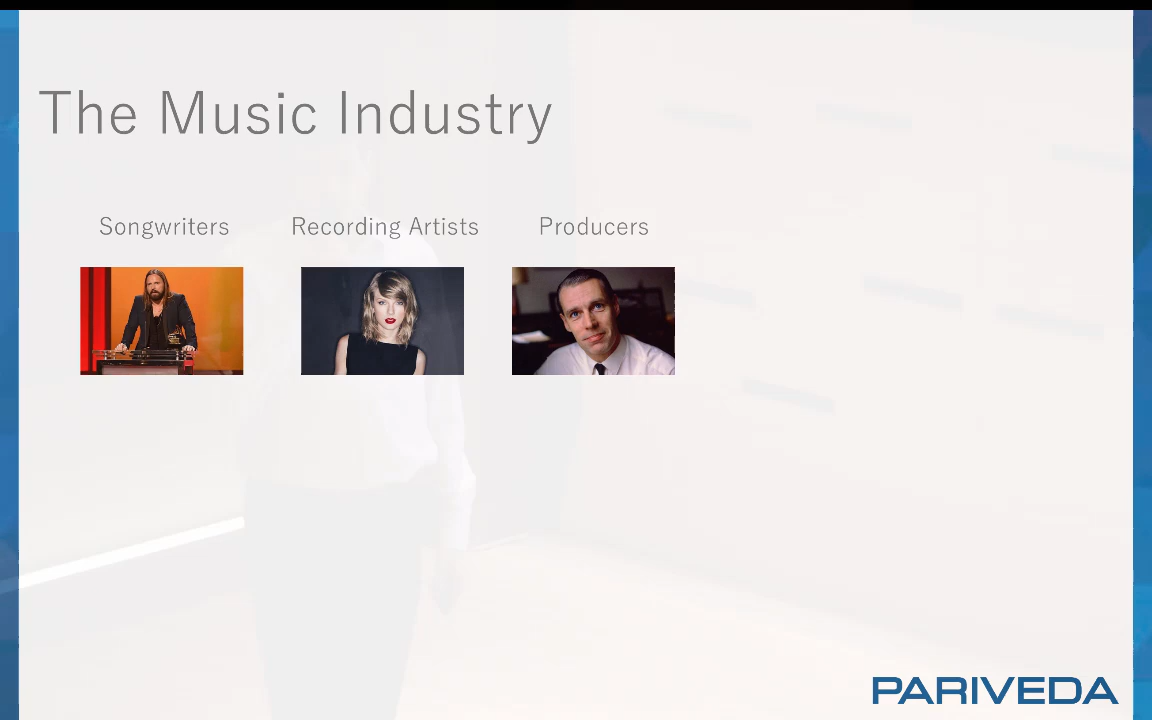 The Music Industry
Songwriters
Recording Artists
Producers
PARIVEDA